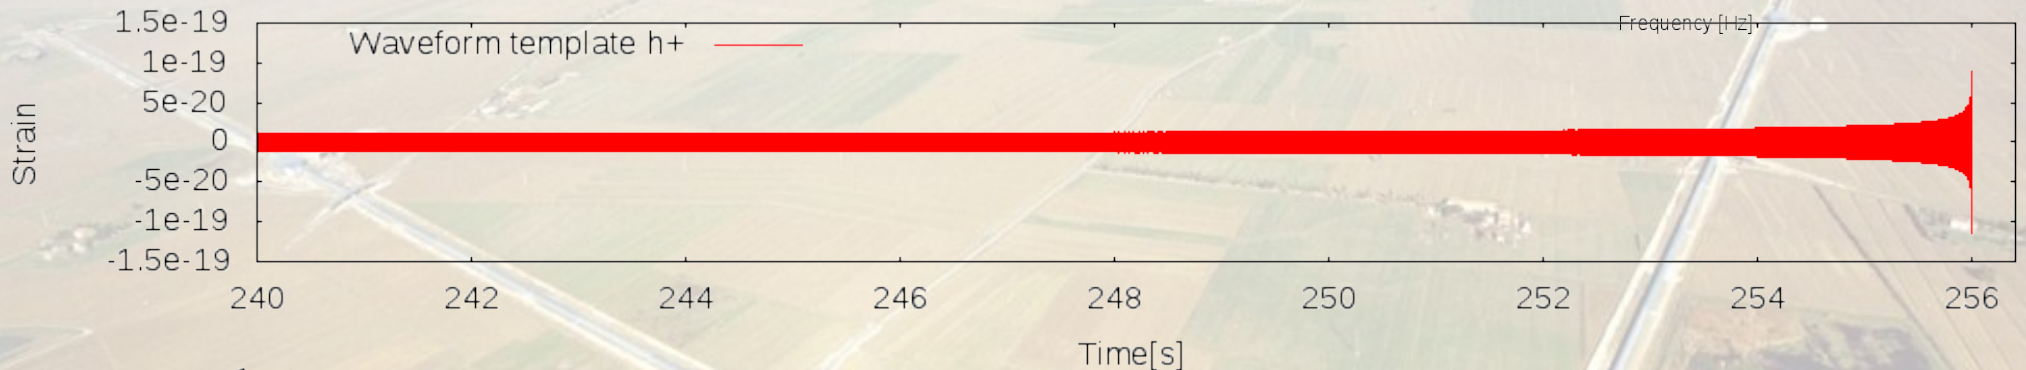 Frequency [Hz]
Waveform template h+
1.5e-19
1e-19
5e-20
0
-5e-20
-1e-19
-1.5e-19
Strain
240 242 244 246 248 250 252 254 256
Time[s]